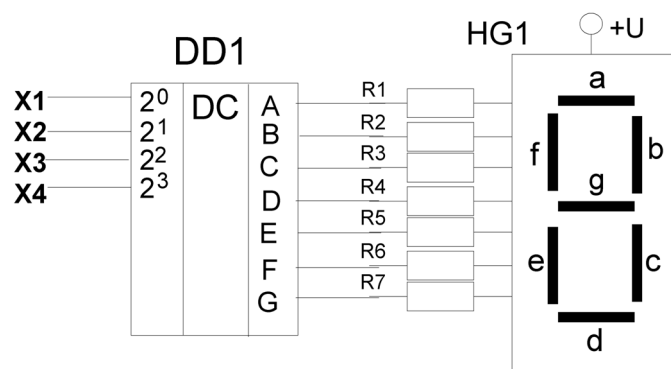 HG1
+U
DD1
X1
X2
X3
X4
2⁰
2¹
2²
2³
DC
A
B
C
D
E
F
G
R1
R2
R3
R4
R5
R6
R7
a
f
b
g
e
c
d